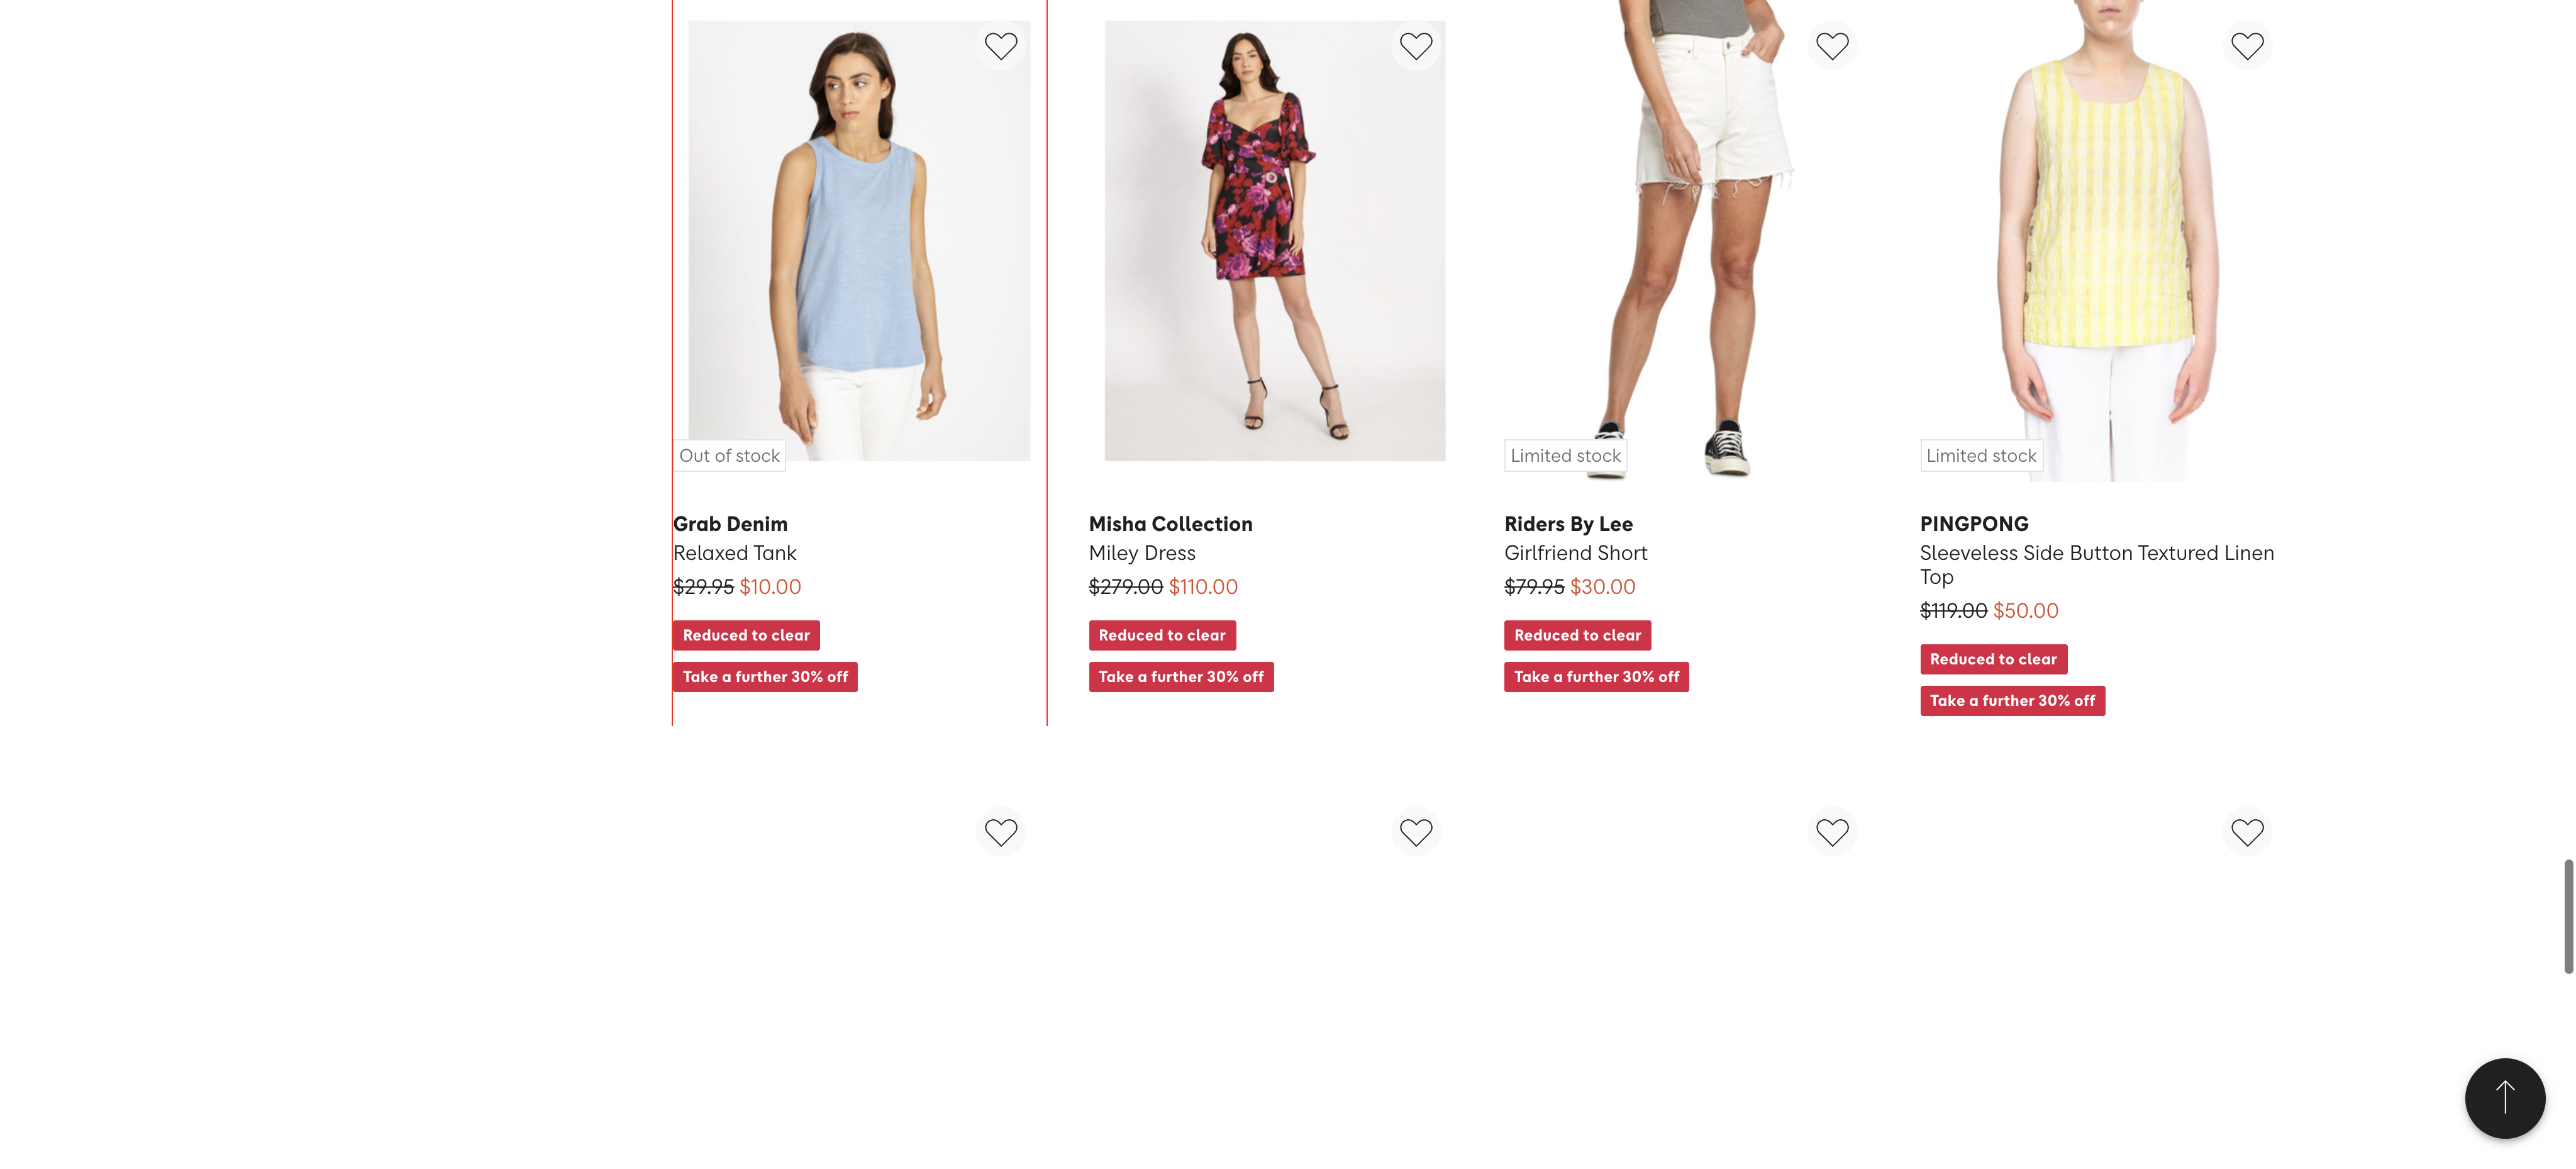 Out of stock
Grab Denim
Relaxed Tank
$29.95 $10.00
Reduced to clear
Take a further 30% off
Misha Collection
Miley Dress
$279.00 $110.00
Reduced to clear
Take a further 30% off
Limited stock
Riders By Lee
Girlfriend Short
$79.95 $30.00
Reduced to clear
Take a further 30% off
Limited stock
PINGPONG
Sleeveless Side Button Textured Linen
Top
$119.00 $50.00
Reduced to clear
Take a further 30% off